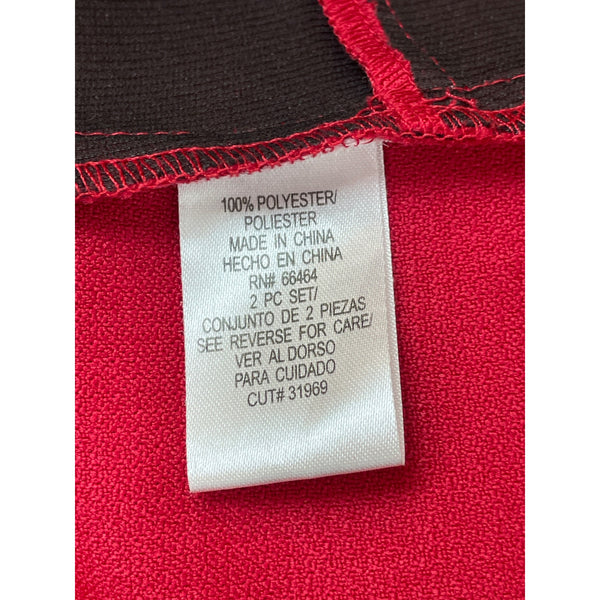 100% POLYESTER/
POLIESTER
MADE IN CHINA
HECHO EN CHINA
RN# 66464
2 PC SET/
CONJUNTO DE 2 PIEZAS
SEE REVERSE FOR CARE/
VER AL DORSO
PARA CUIDADO
CUT# 31969